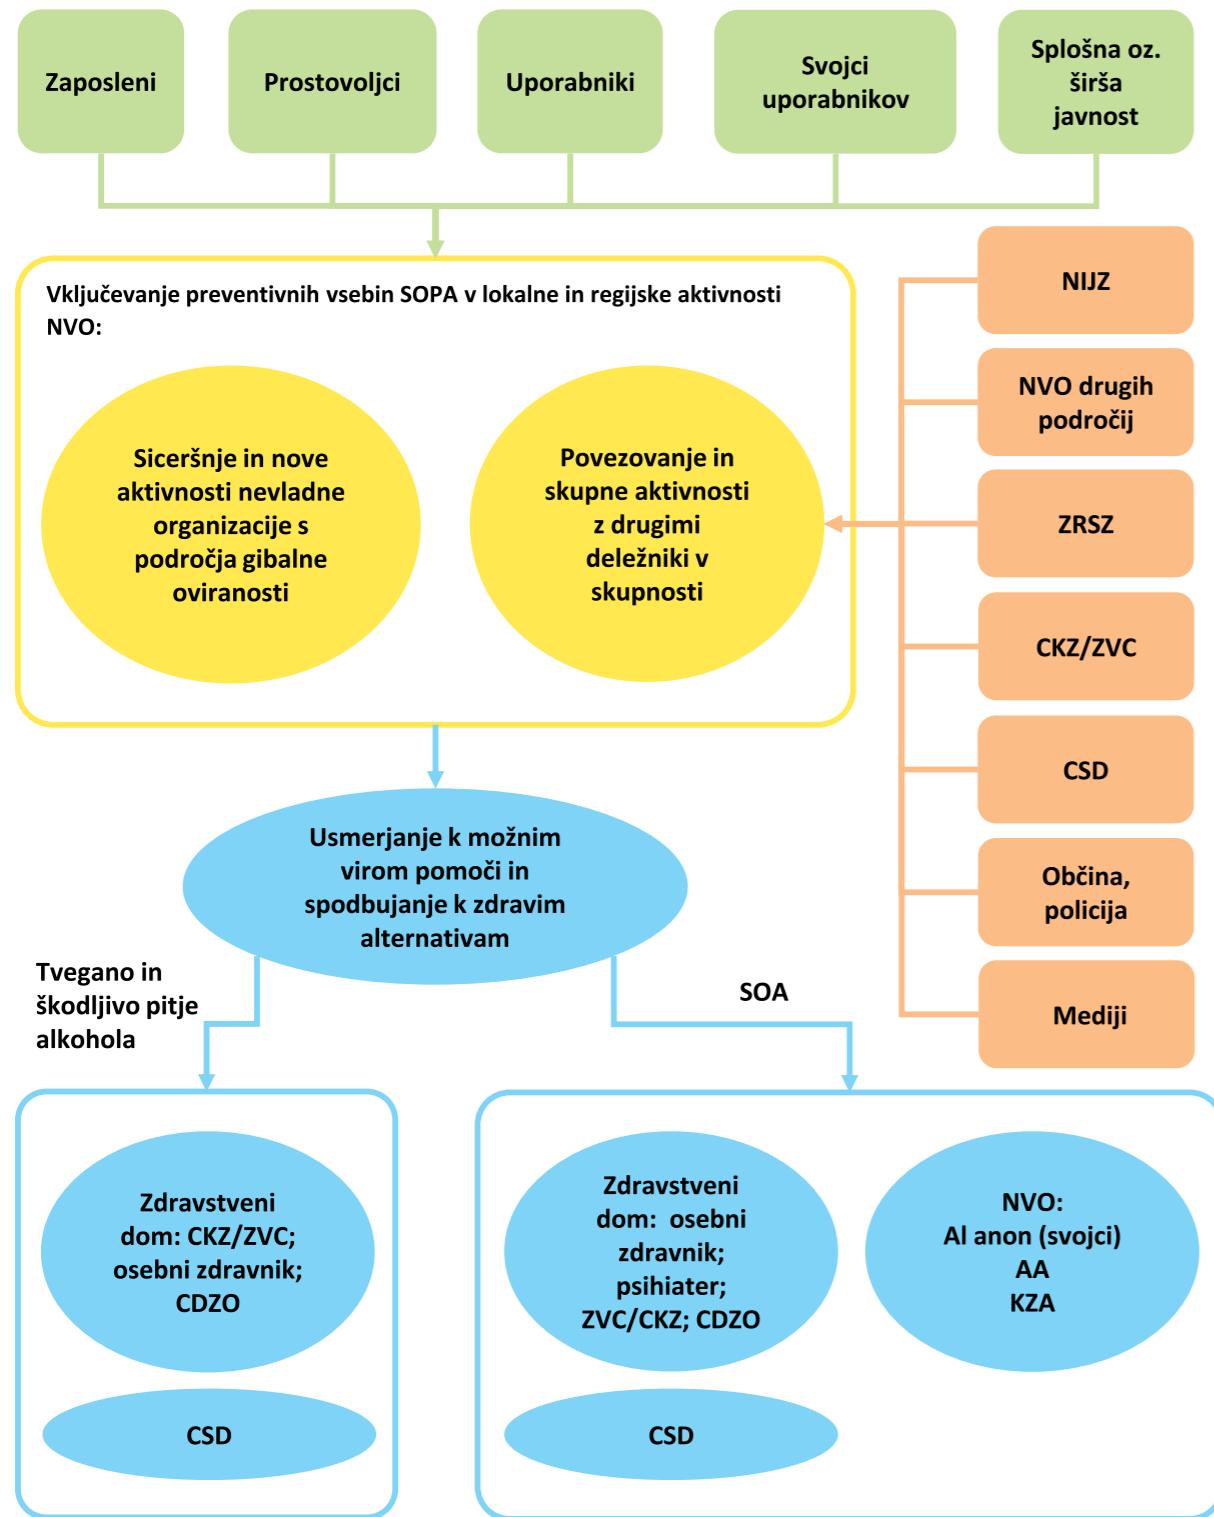 Zaposleni
Prostovoljci
Uporabniki
Svojci
uporabnikov
Splošna oz.
širša
javnost
Vključevanje preventivnih vsebin SOPA v lokalne in regijske aktivnosti
NVO:
Siceršnje in nove
aktivnosti nevladne
organizacije s
področja gibalne
oviranosti
Povezovanje in
skupne aktivnosti
z drugimi
deležniki v
skupnosti
NIJZ
NVO drugih
področij
ZRSZ
CKZ/ZVC
CSD
Občina,
policija
Mediji
Usmerjanje k možnim
virom pomoči in
spodbujanje k zdravim
alternativam
Tvegano in
škodljivo pitje
alkohola
SOA
Zdravstveni
dom: CKZ/ZVC;
osebni zdravnik;
CDZO
CSD
Zdravstveni
dom:  osebni
zdravnik;
psihiater;
ZVC/CKZ; CDZO
CSD
NVO:
Al anon (svojci)
AA
KZA